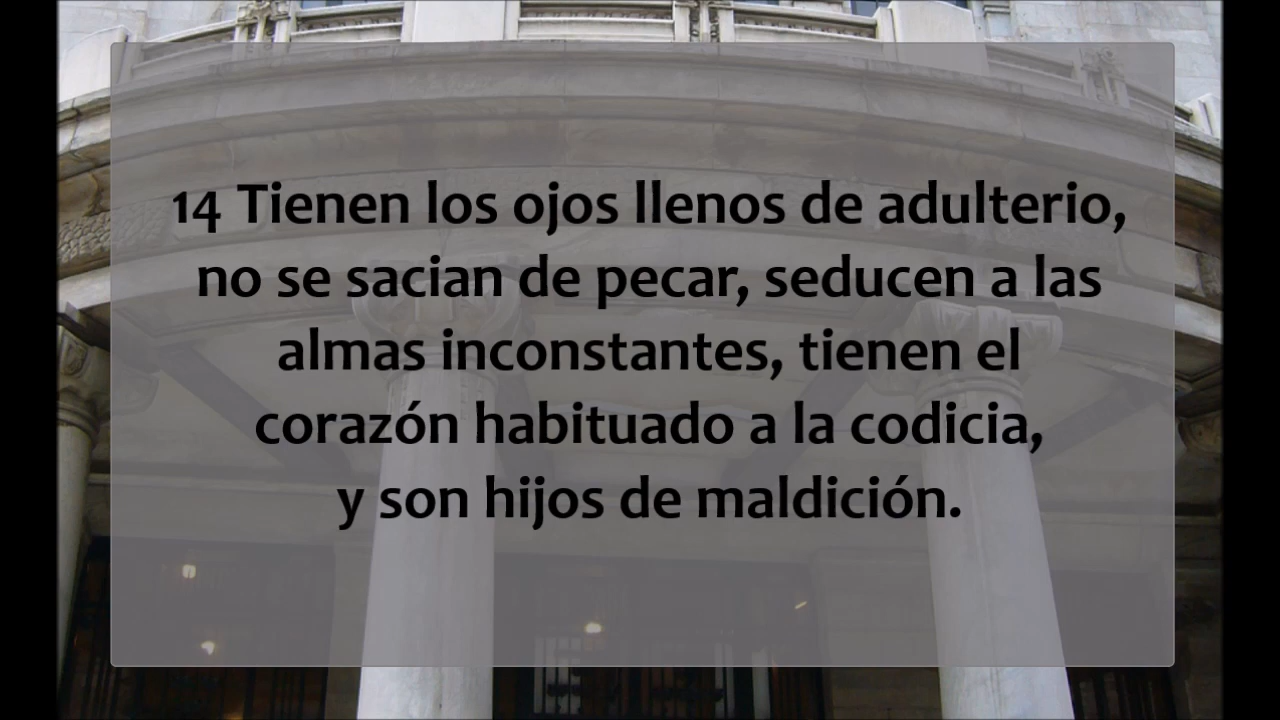 14 Tienen los ojos llenos de adulterio,
no se sacian de pecar, seducen a las
almas inconstantes, tienen el
corazón habituado a la codicia,
y son hijos de maldición.